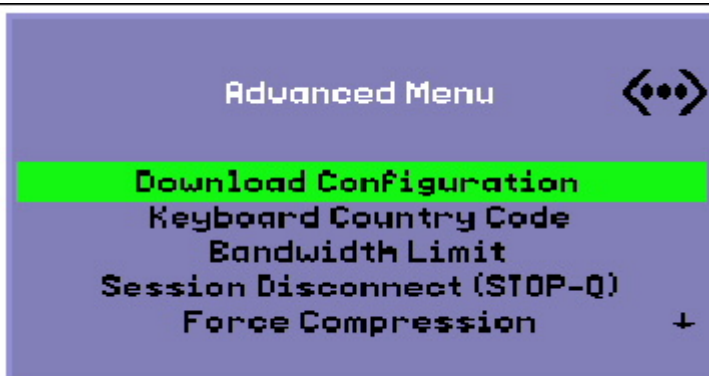 Advanced Menu
Download Configuration
Keyboard Country Code
Bandwidth Limit
Session Disconnect (STOP-Q)
Force Compression